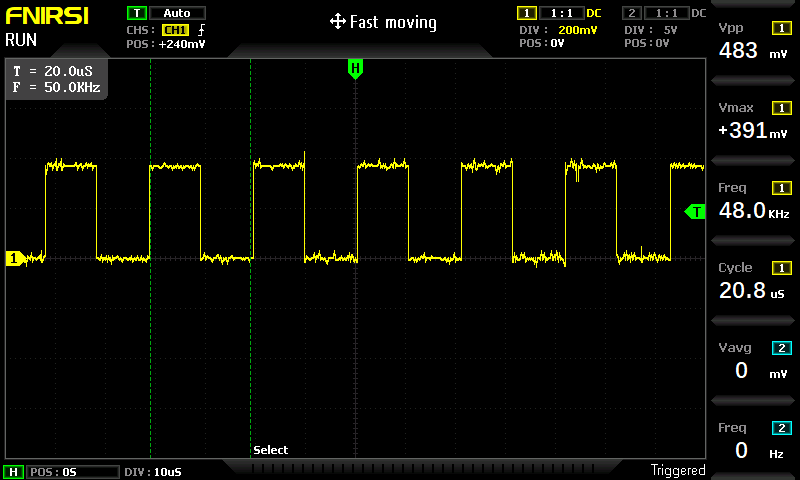 FNIRSI
RUN
T Auto
CHS: CH1
POS: +240mV
Fast moving
1 1:1 DC
DIV: 200mV
POS: 0V
2 1:1 DC
DIV: 5V
POS: 0V
T = 20.0uS
F = 50.0KHz
H
1
T
Select
Vpp 1
483 mV
Vmax 1
+391 mV
Freq 1
48.0 KHz
Cycle 1
20.8 uS
Vavg 2
0 mV
Freq 2
0 Hz
H POS: 0S DIV: 10uS
Triggered